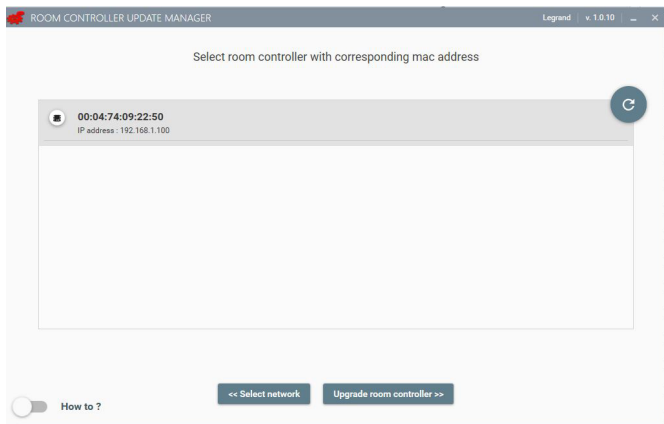 ROOM CONTROLLER UPDATE MANAGER
Legrand
v. 1.0.10
Select room controller with corresponding mac address
00:04:74:09:22:50
IP address : 192.168.1.100
<< Select network
Upgrade room controller >>
How to ?